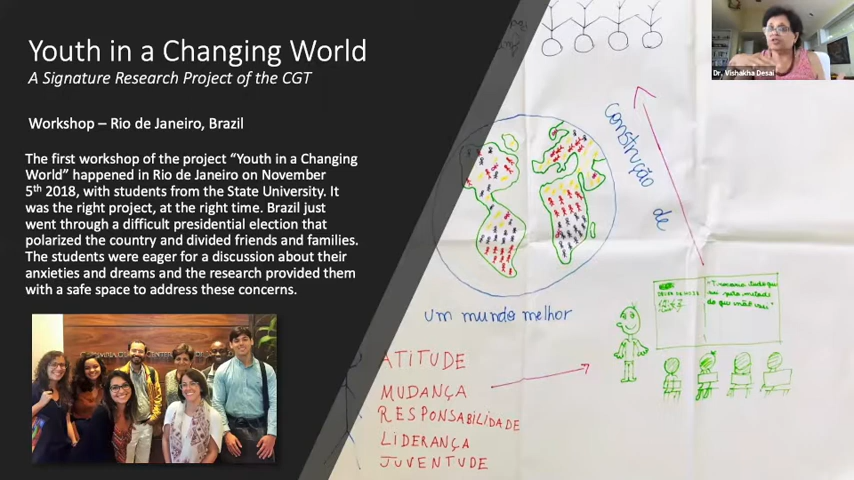 Youth in a Changing World
A Signature Research Project of the CGT
Workshop – Rio de Janeiro, Brazil
The first workshop of the project “Youth in a Changing
World” happened in Rio de Janeiro on November
5th 2018, with students from the State University. It
was the right project, at the right time. Brazil just
went through a difficult presidential election that
polarized the country and divided friends and families.
The students were eager for a discussion about their
anxieties and dreams and the research provided them
with a safe space to address these concerns.
Dr. Vishakha Desai
construção
de
um mundo melhor
ATITUDE
MUDANÇA
RESPONSABILIDADE
LIDERANÇA
JUVENTUDE